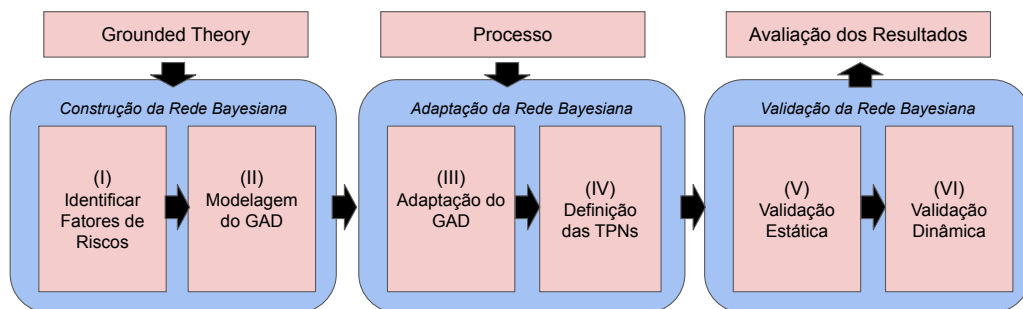 Grounded Theory
Processo
Avaliação dos Resultados
Construção da Rede Bayesiana
(I)
Identificar
Fatores de
Riscos
(II)
Modelagem
do GAD
Adaptação da Rede Bayesiana
(III)
Adaptação do
GAD
(IV)
Definição
das TPNs
Validação da Rede Bayesiana
(V)
Validação
Estática
(VI)
Validação
Dinâmica